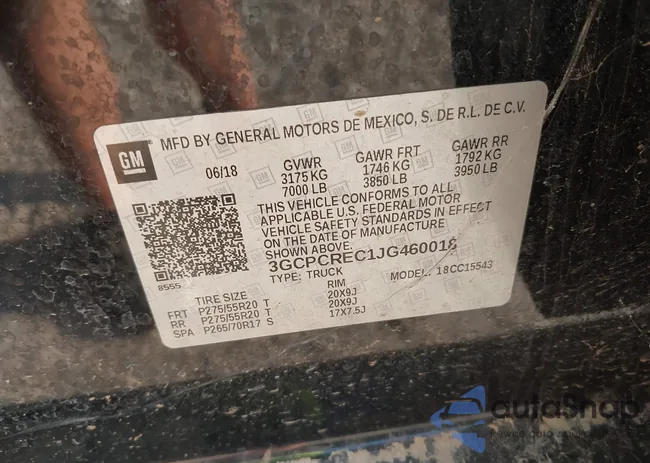 GM
MFD BY GENERAL MOTORS DE MEXICO, S. DE R.L. DE C.V.
06/18 GVWR GAWR FRT GAWR RR
3175 KG 1746 KG 1792 KG
7000 LB 3850 LB 3950 LB
THIS VEHICLE CONFORMS TO ALL
APPLICABLE U.S. FEDERAL MOTOR
VEHICLE SAFETY STANDARDS IN EFFECT
ON THE DATE OF MANUFACTURE
SHOWN ABOVE.
8555
3GCPCREC1JG460018
TYPE: TRUCK MODEL: 18CC15543
TIRE SIZE RIM
FRT P275/55R20 T 20X9J
RR P275/55R20 T 20X9J
SPA P265/70R17 S 17X7.5J
autoSnap